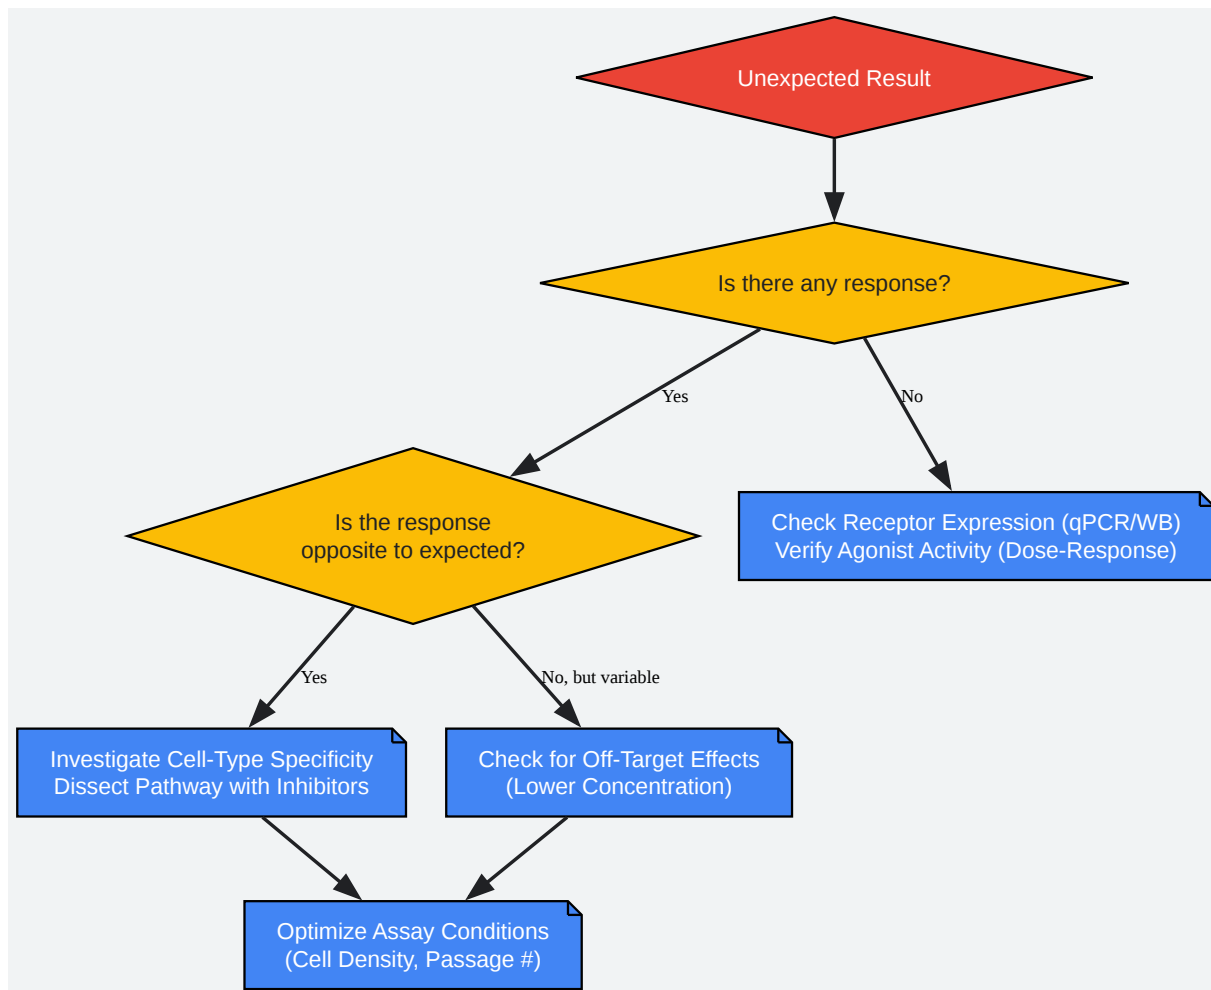 Unexpected Result
Is there any response?
Yes
No
Is the response
opposite to expected?
Check Receptor Expression (qPCR/WB)
Verify Agonist Activity (Dose-Response)
Yes
No, but variable
Investigate Cell-Type Specificity
Dissect Pathway with Inhibitors
Check for Off-Target Effects
(Lower Concentration)
Optimize Assay Conditions
(Cell Density, Passage #)